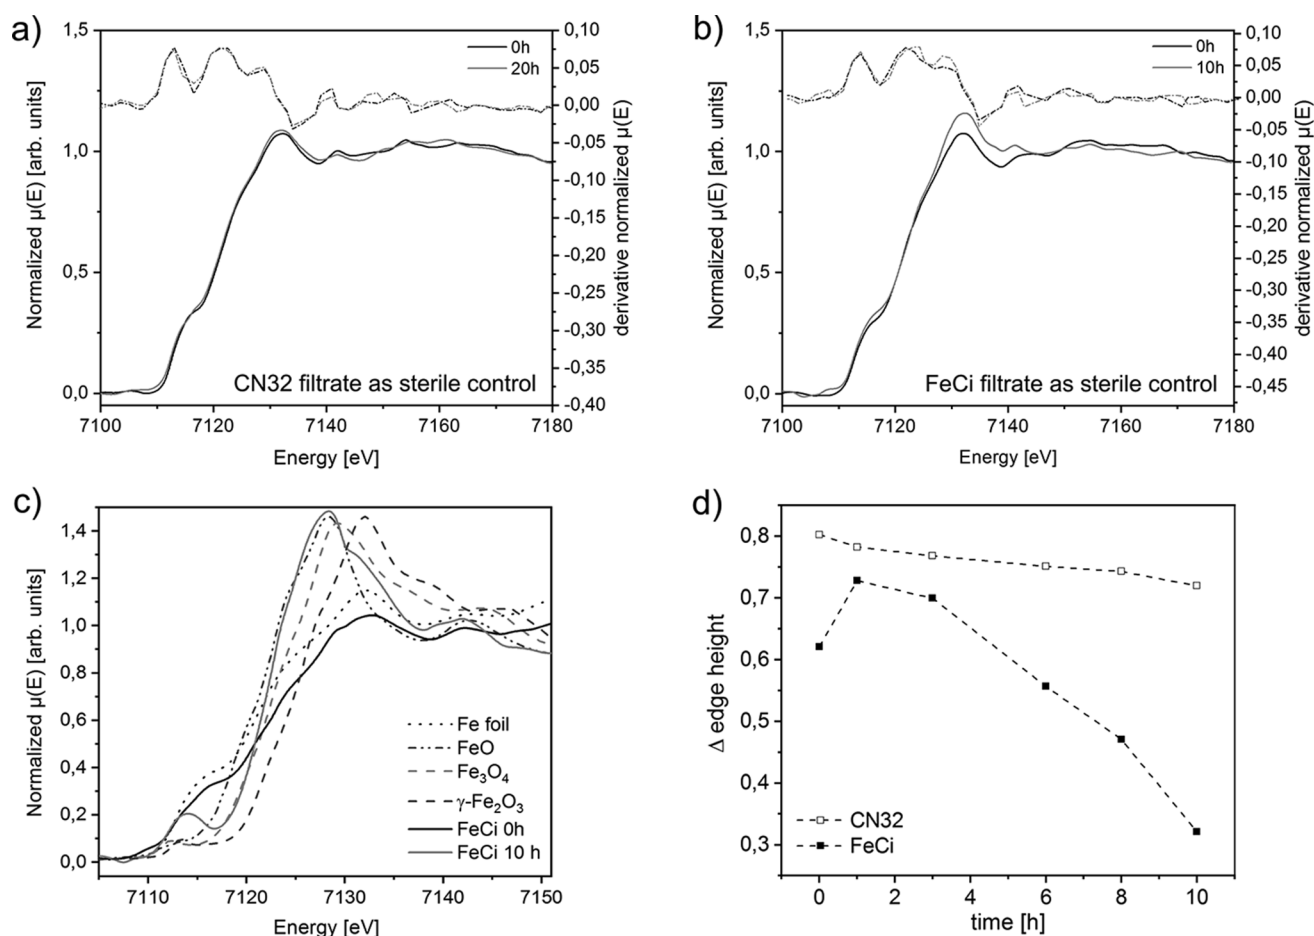 a)
1,5
1,0
0,5
0,0
Normalized μ(E) [arb. units]
0h
20h
0,10
0,05
0,00
-0,05
-0,10
-0,15
-0,20
-0,25
-0,30
-0,35
-0,40
derivative normalized μ(E)
CN32 filtrate as sterile control
7100 7120 7140 7160 7180
Energy [eV]
b)
1,5
1,0
0,5
0,0
Normalized μ(E) [arb. units]
0h
10h
0,10
0,05
0,00
-0,05
-0,10
-0,15
-0,20
-0,25
-0,30
-0,35
-0,40
-0,45
derivative normalized μ(E)
FeCi filtrate as sterile control
7100 7120 7140 7160 7180
Energy [eV]
c)
1,4
1,2
1,0
0,8
0,6
0,4
0,2
0,0
Normalized μ(E) [arb. units]
Fe foil
FeO
Fe₃O₄
γ-Fe₂O₃
FeCi 0h
FeCi 10 h
7110 7120 7130 7140 7150
Energy [eV]
d)
0,8
0,7
0,6
0,5
0,4
0,3
Δ edge height
CN32
FeCi
0 2 4 6 8 10
time [h]